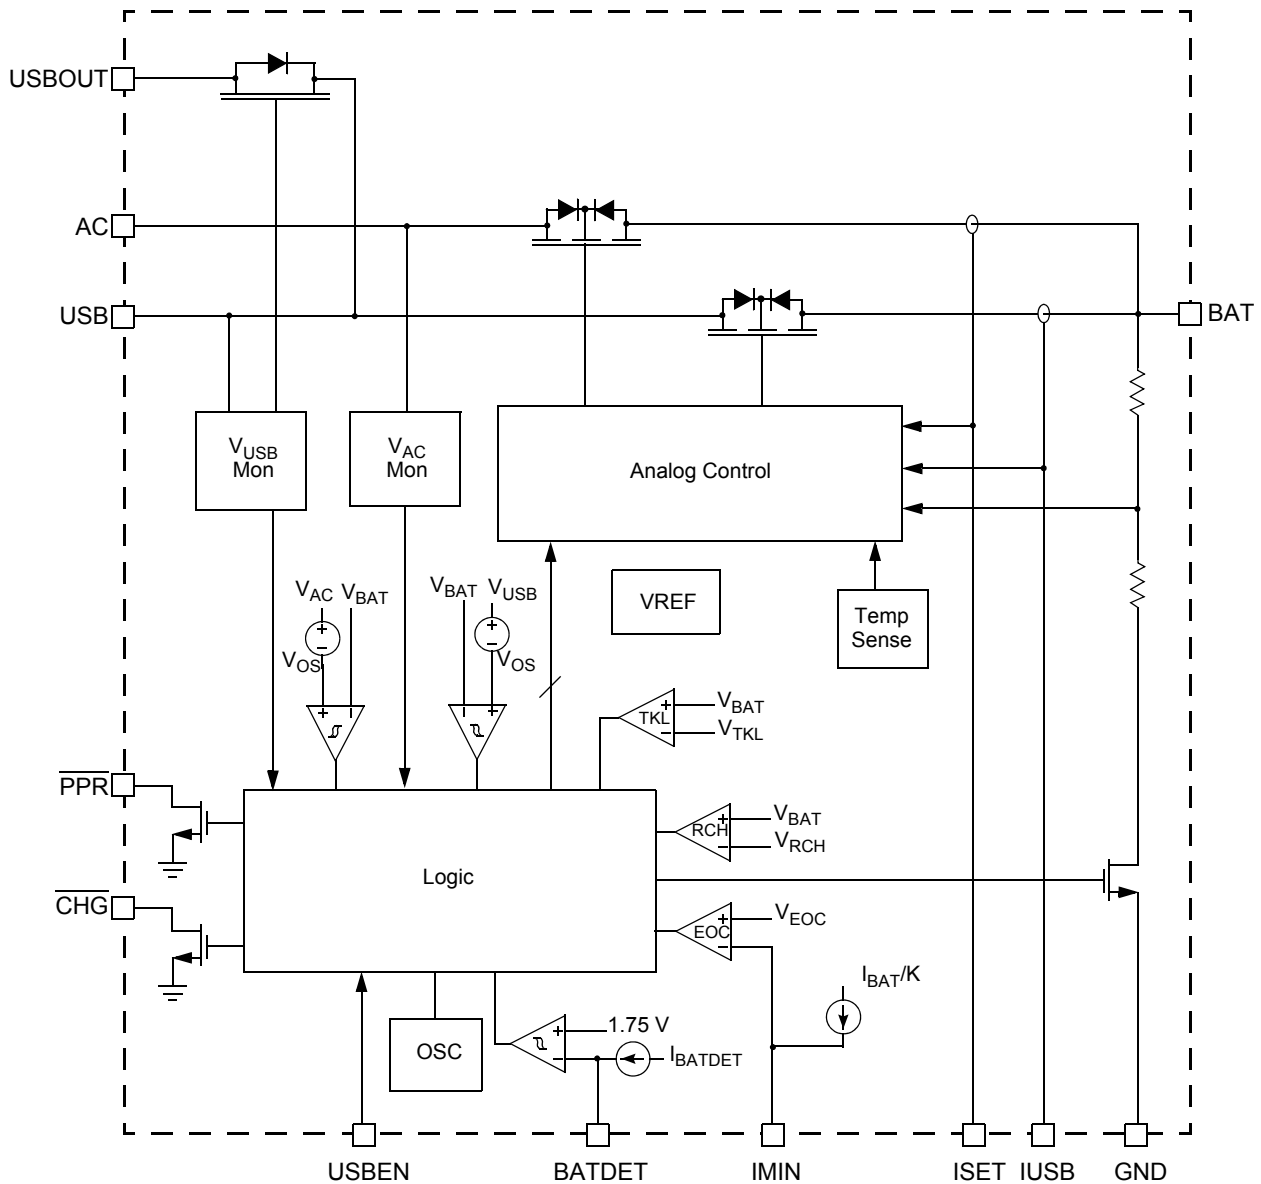 USBOUT
AC
USB
BAT
VUSB
Mon
VAC
Mon
Analog Control
VAC
VBAT
VOS
VBAT
VUSB
VOS
VREF
Temp
Sense
TKL
VBAT
VTKL
PPR
RCH
VBAT
VRCH
Logic
CHG
EOC
VEOC
IBAT/K
OSC
1.75 V
IBATDET
USBEN
BATDET
IMIN
ISET
IUSB
GND